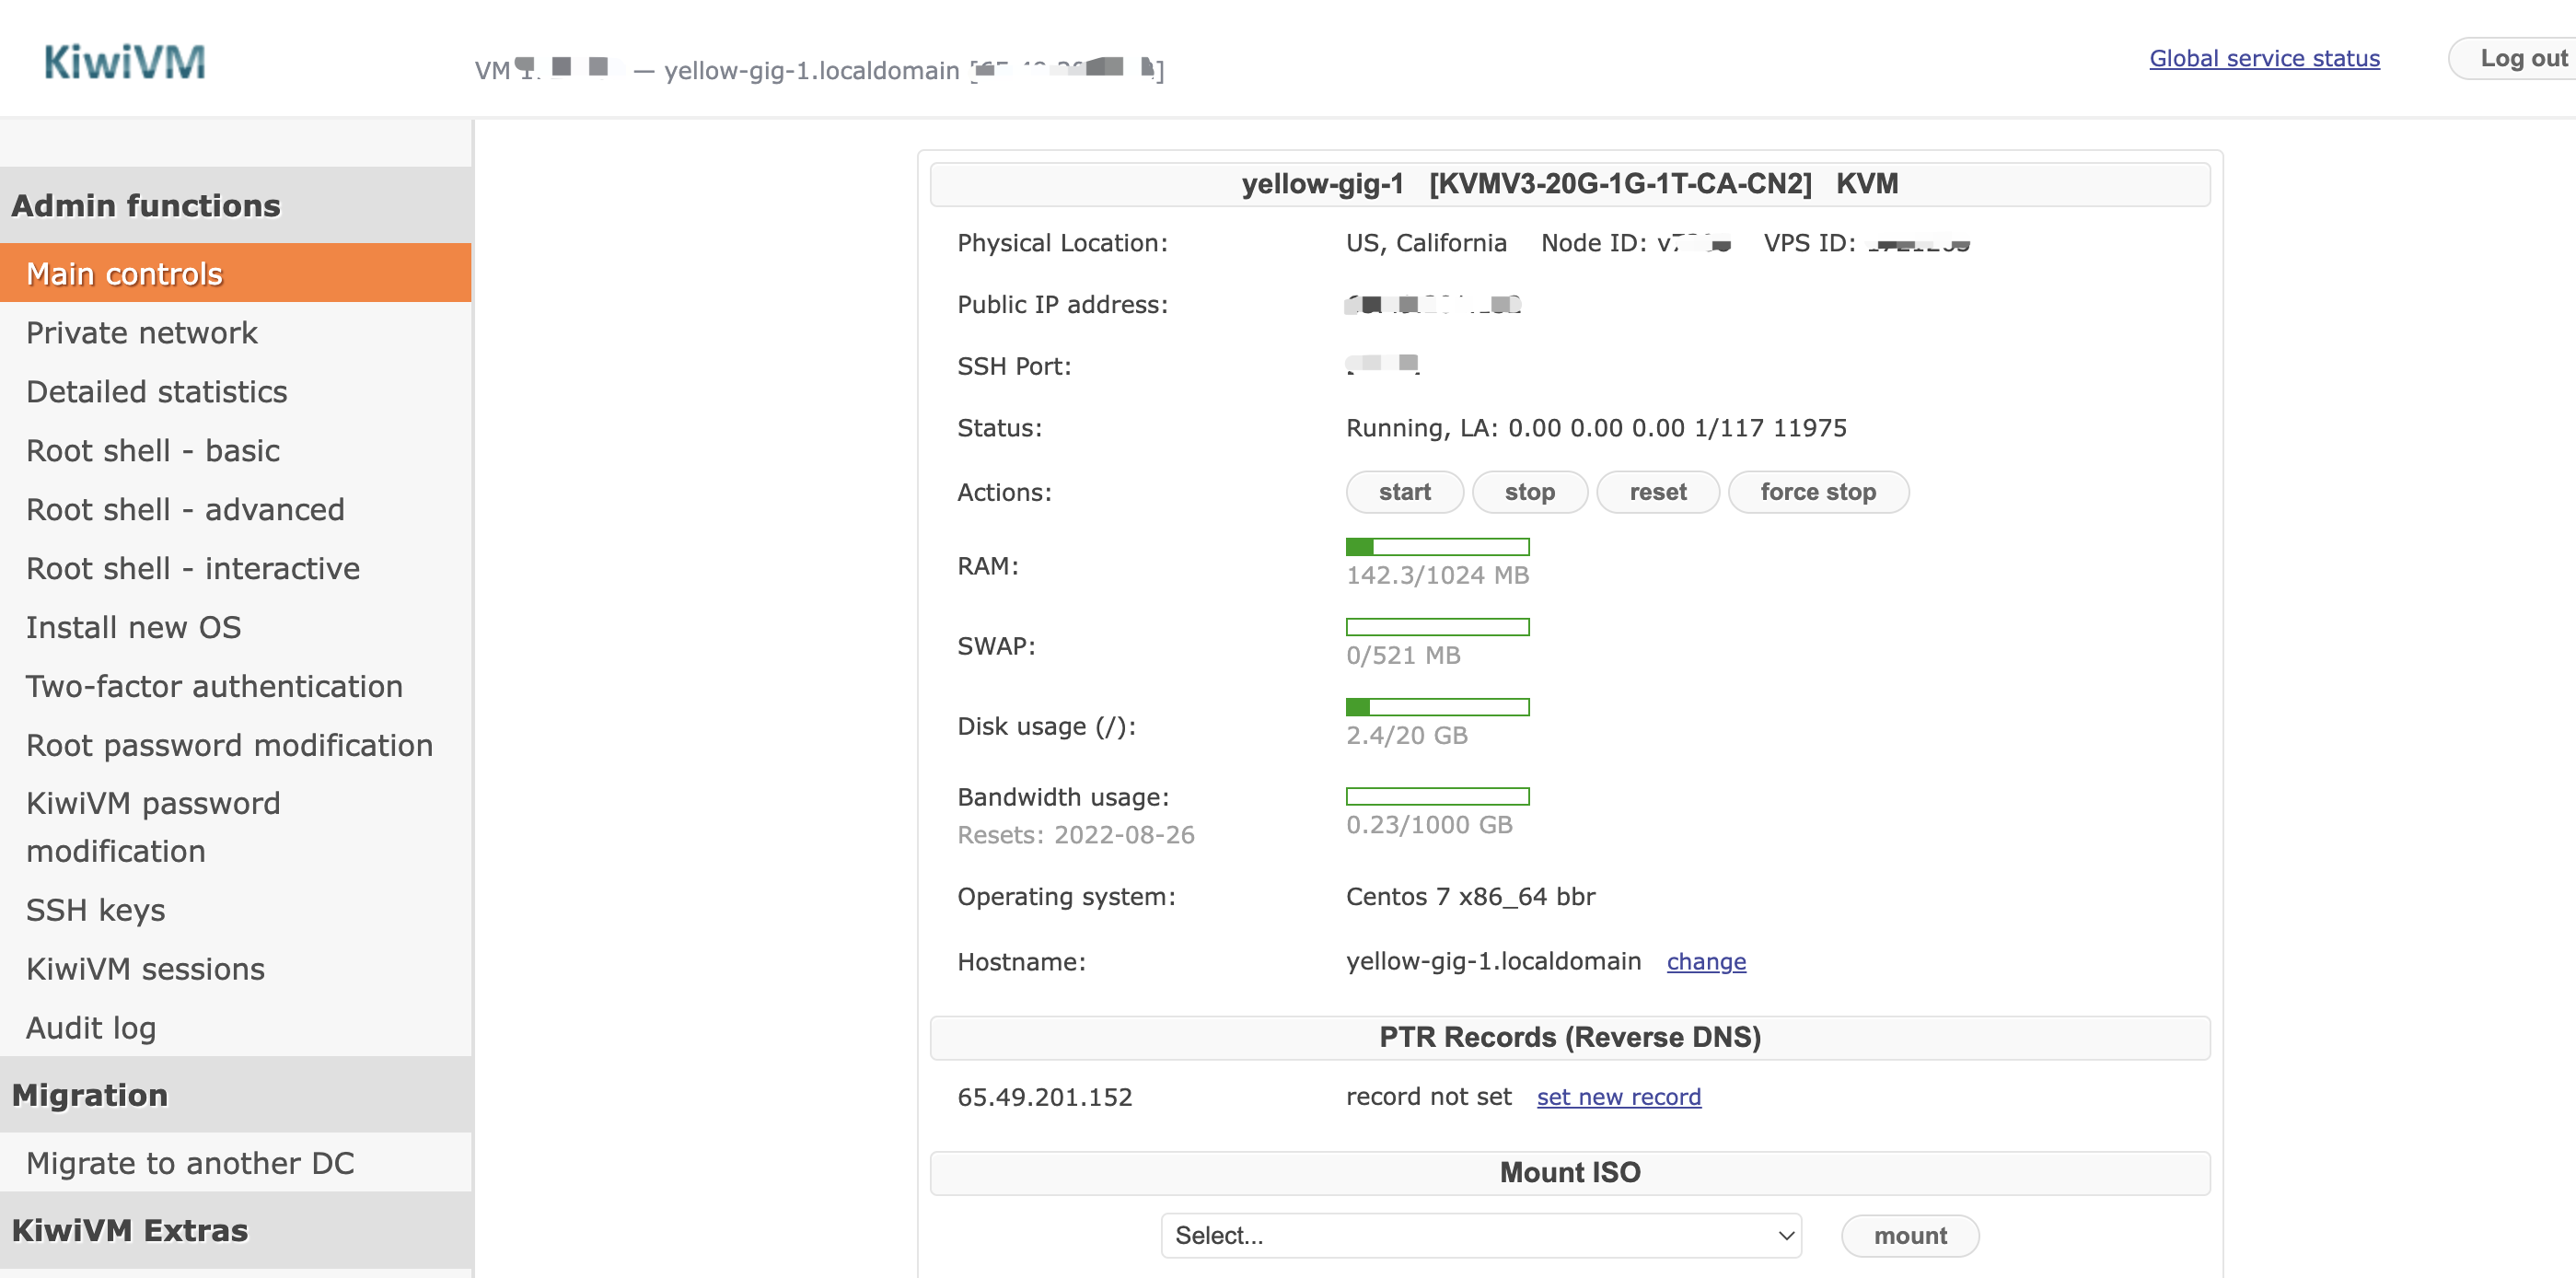 KiwiVM
VM — yellow-gig-1.localdomain
Global service status
Log out
Admin functions
Main controls
Private network
Detailed statistics
Root shell - basic
Root shell - advanced
Root shell - interactive
Install new OS
Two-factor authentication
Root password modification
KiwiVM password
modification
SSH keys
KiwiVM sessions
Audit log
Migration
Migrate to another DC
KiwiVM Extras
yellow-gig-1 [KVMV3-20G-1G-1T-CA-CN2] KVM
Physical Location: US, California Node ID: VPS ID:
Public IP address:
SSH Port:
Status: Running, LA: 0.00 0.00 0.00 1/117 11975
Actions: start stop reset force stop
RAM:
142.3/1024 MB
SWAP:
0/521 MB
Disk usage (/):
2.4/20 GB
Bandwidth usage:
Resets: 2022-08-26
0.23/1000 GB
Operating system: Centos 7 x86_64 bbr
Hostname: yellow-gig-1.localdomain change
PTR Records (Reverse DNS)
65.49.201.152 record not set set new record
Mount ISO
Select... mount